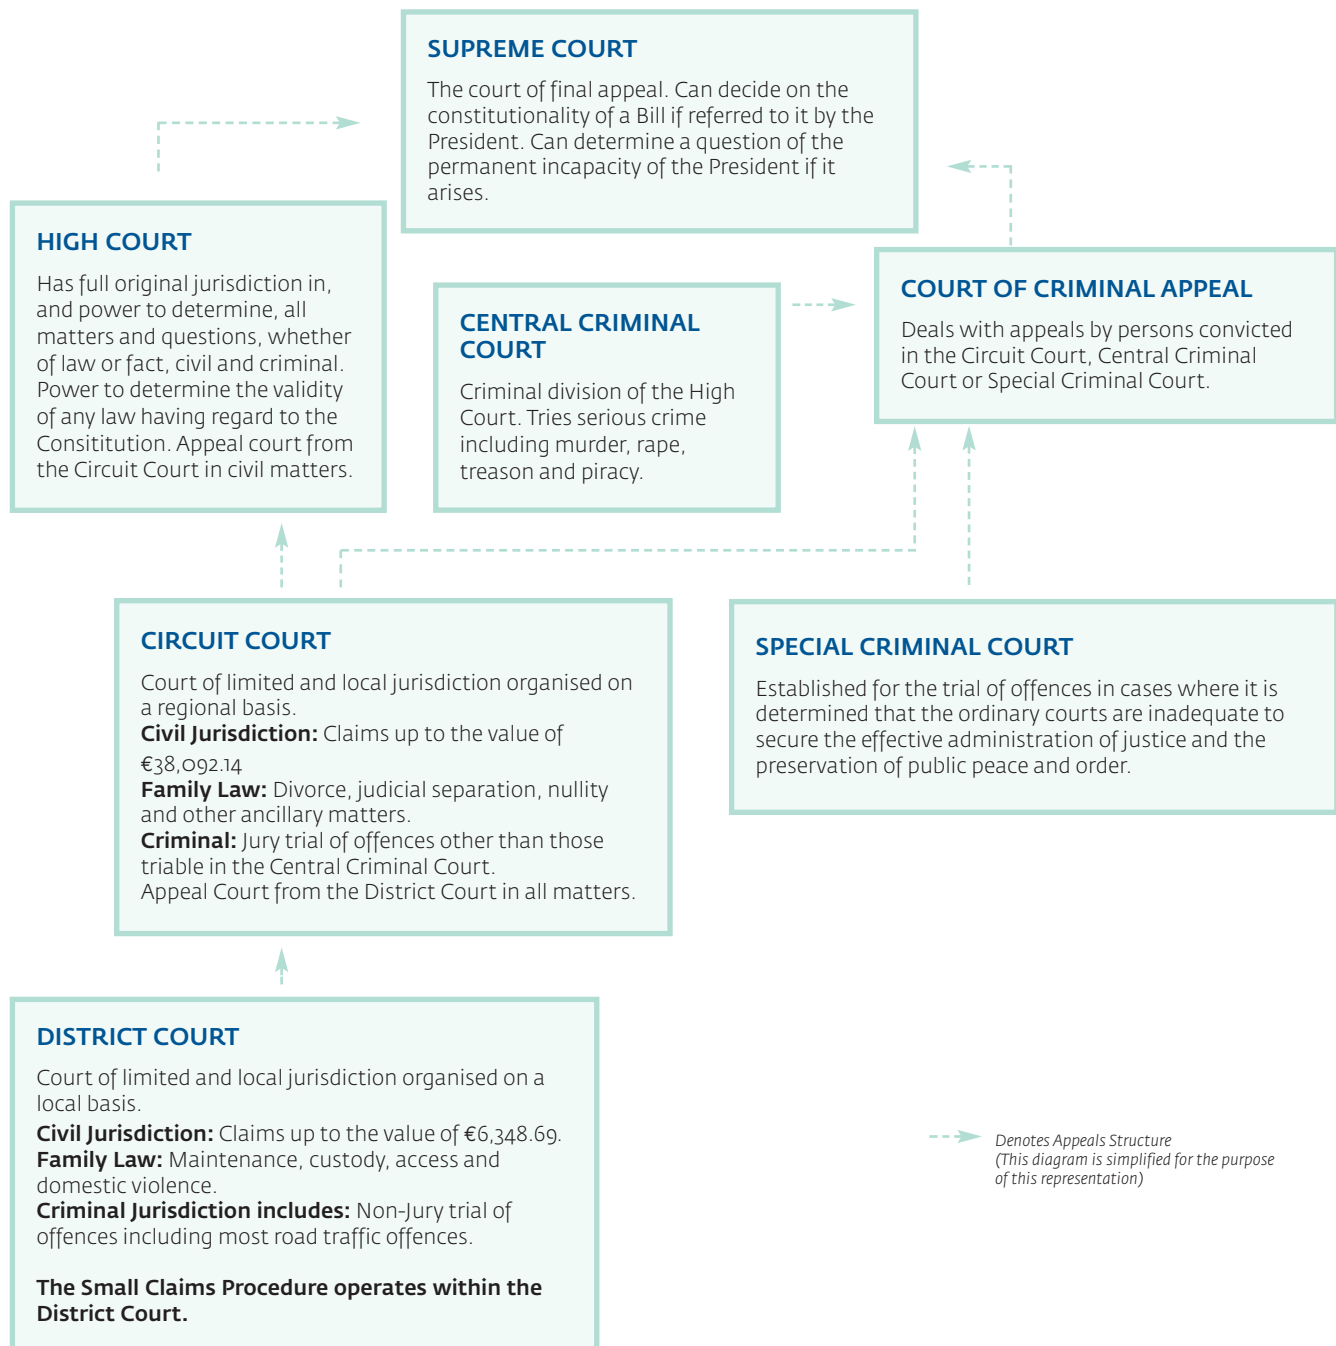 SUPREME COURT
The court of final appeal. Can decide on the
constitutionality of a Bill if referred to it by the
President. Can determine a question of the
permanent incapacity of the President if it
arises.
HIGH COURT
Has full original jurisdiction in,
and power to determine, all
matters and questions, whether
of law or fact, civil and criminal.
Power to determine the validity
of any law having regard to the
Consititution. Appeal court from
the Circuit Court in civil matters.
CENTRAL CRIMINAL
COURT
Criminal division of the High
Court. Tries serious crime
including murder, rape,
treason and piracy.
COURT OF CRIMINAL APPEAL
Deals with appeals by persons convicted
in the Circuit Court, Central Criminal
Court or Special Criminal Court.
CIRCUIT COURT
Court of limited and local jurisdiction organised on
a regional basis.
Civil Jurisdiction: Claims up to the value of
€38,092.14
Family Law: Divorce, judicial separation, nullity
and other ancillary matters.
Criminal: Jury trial of offences other than those
triable in the Central Criminal Court.
Appeal Court from the District Court in all matters.
SPECIAL CRIMINAL COURT
Established for the trial of offences in cases where it is
determined that the ordinary courts are inadequate to
secure the effective administration of justice and the
preservation of public peace and order.
DISTRICT COURT
Court of limited and local jurisdiction organised on a
local basis.
Civil Jurisdiction: Claims up to the value of €6,348.69.
Family Law: Maintenance, custody, access and
domestic violence.
Criminal Jurisdiction includes: Non-Jury trial of
offences including most road traffic offences.
The Small Claims Procedure operates within the
District Court.
Denotes Appeals Structure
(This diagram is simplified for the purpose
of this representation)